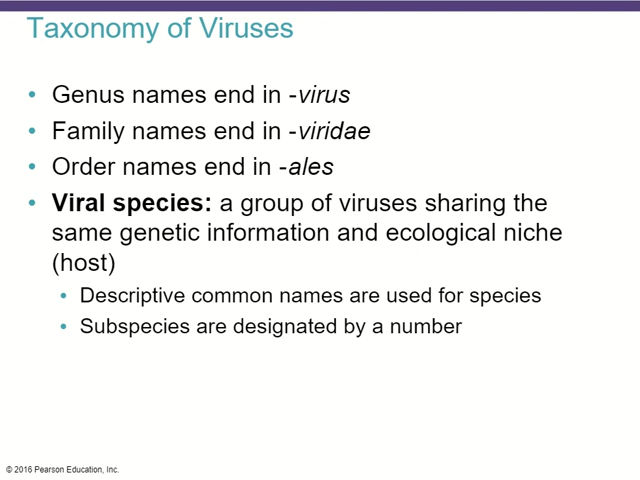 Taxonomy of Viruses
• Genus names end in -virus
• Family names end in -viridae
• Order names end in -ales
• Viral species: a group of viruses sharing the
same genetic information and ecological niche
(host)
• Descriptive common names are used for species
• Subspecies are designated by a number
© 2016 Pearson Education, Inc.